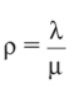 ρ = λ/μ